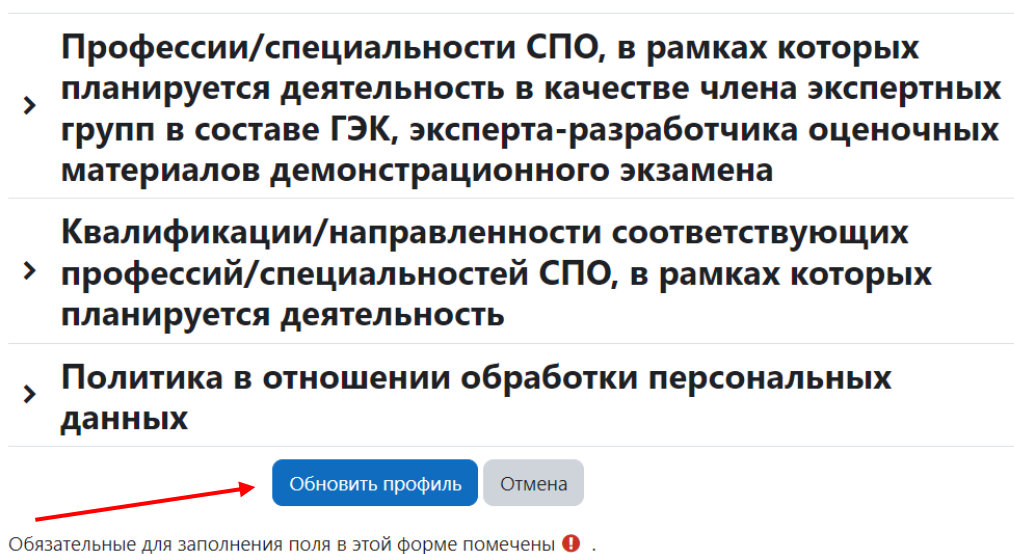 Профессии/специальности СПО, в рамках которых
планируется деятельность в качестве члена экспертных
групп в составе ГЭК, эксперта-разработчика оценочных
материалов демонстрационного экзамена
Квалификации/направленности соответствующих
профессий/специальностей СПО, в рамках которых
планируется деятельность
Политика в отношении обработки персональных
данных
Обновить профиль Отмена
Обязательные для заполнения поля в этой форме помечены ! .